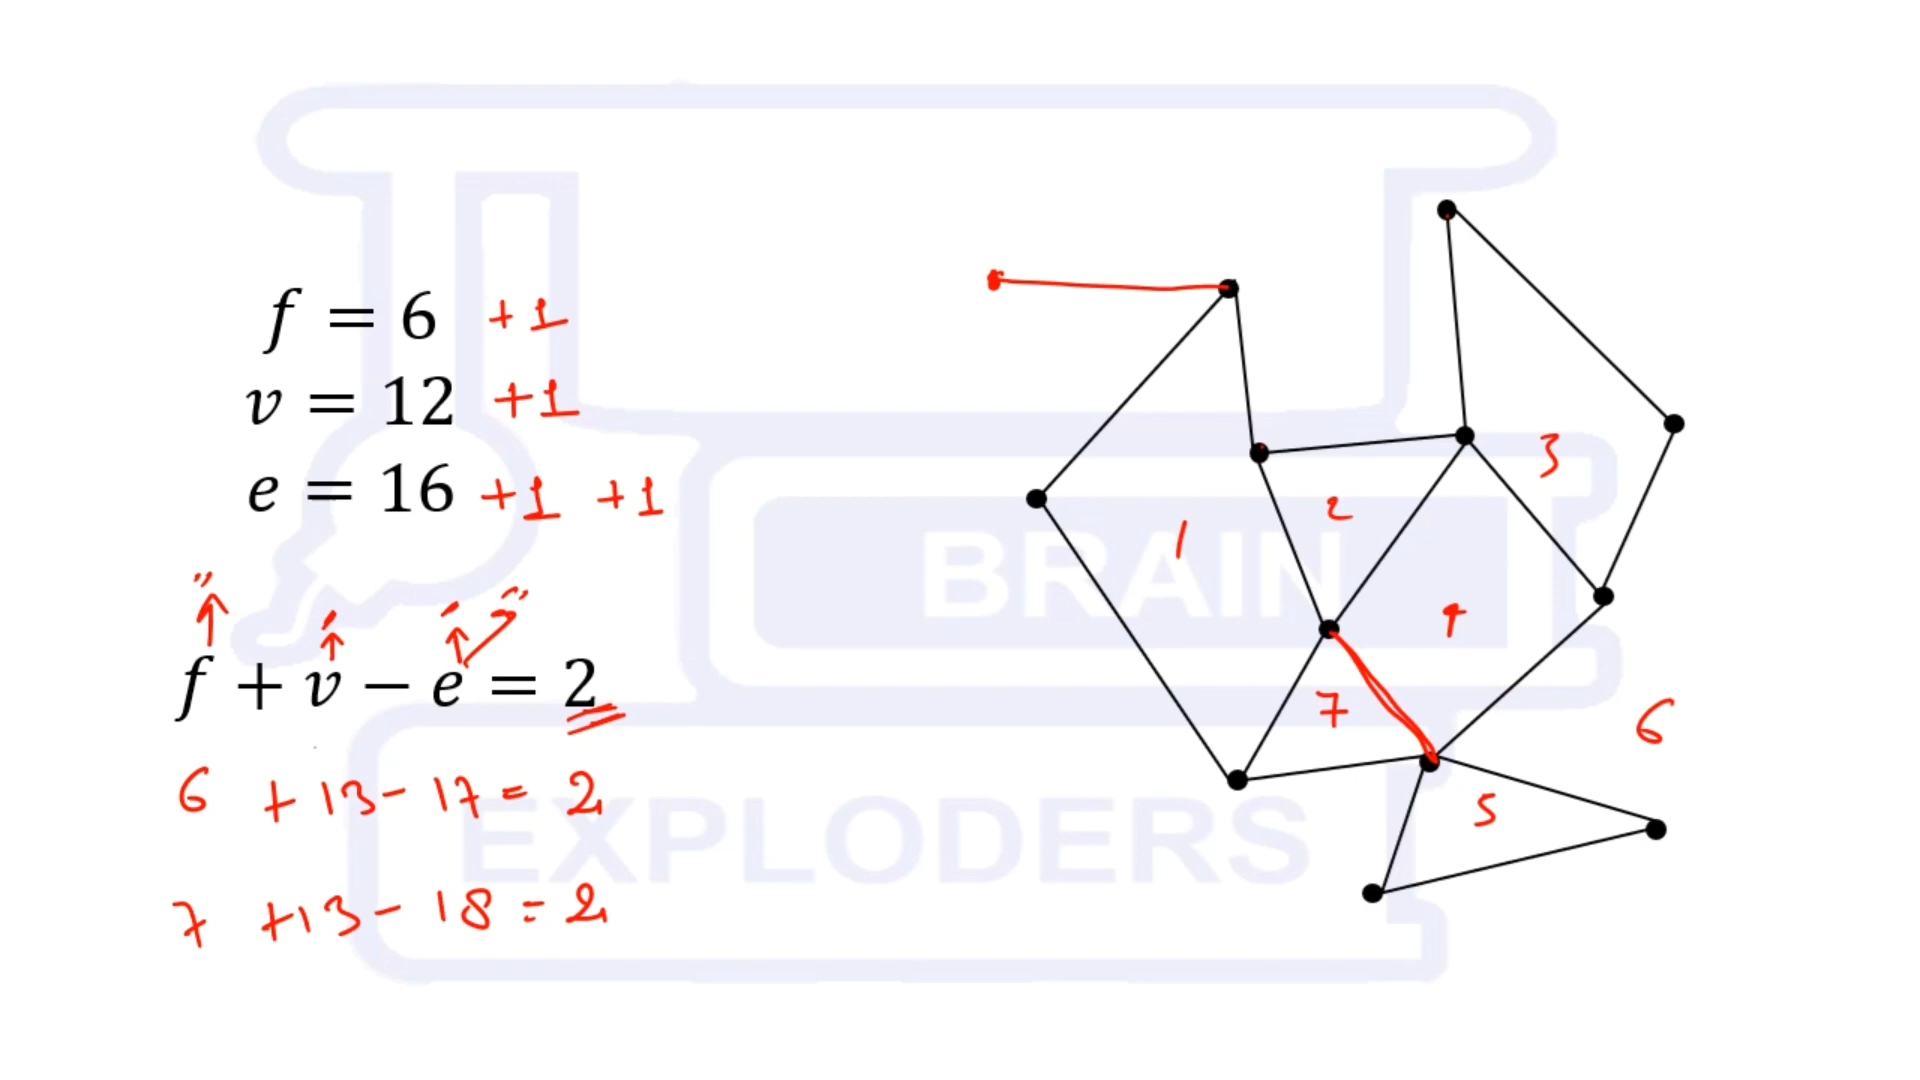 f = 6 +1
v = 12 +1
e = 16 +1 +1
f + v − e = 2
6 + 13 - 17 = 2
7 + 13 - 18 = 2
1
2
3
4
7
6
5
BRAIN
EXPLODERS